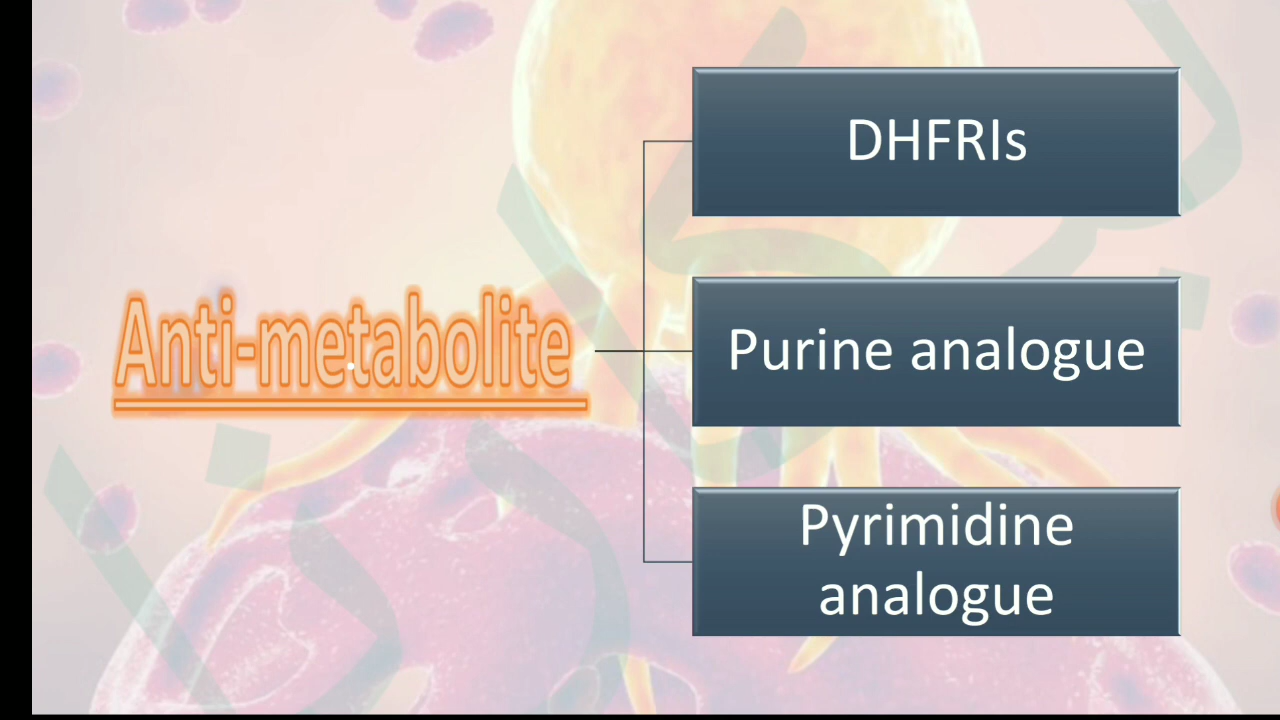 Anti-metabolite
DHFRIs
Purine analogue
Pyrimidine
analogue